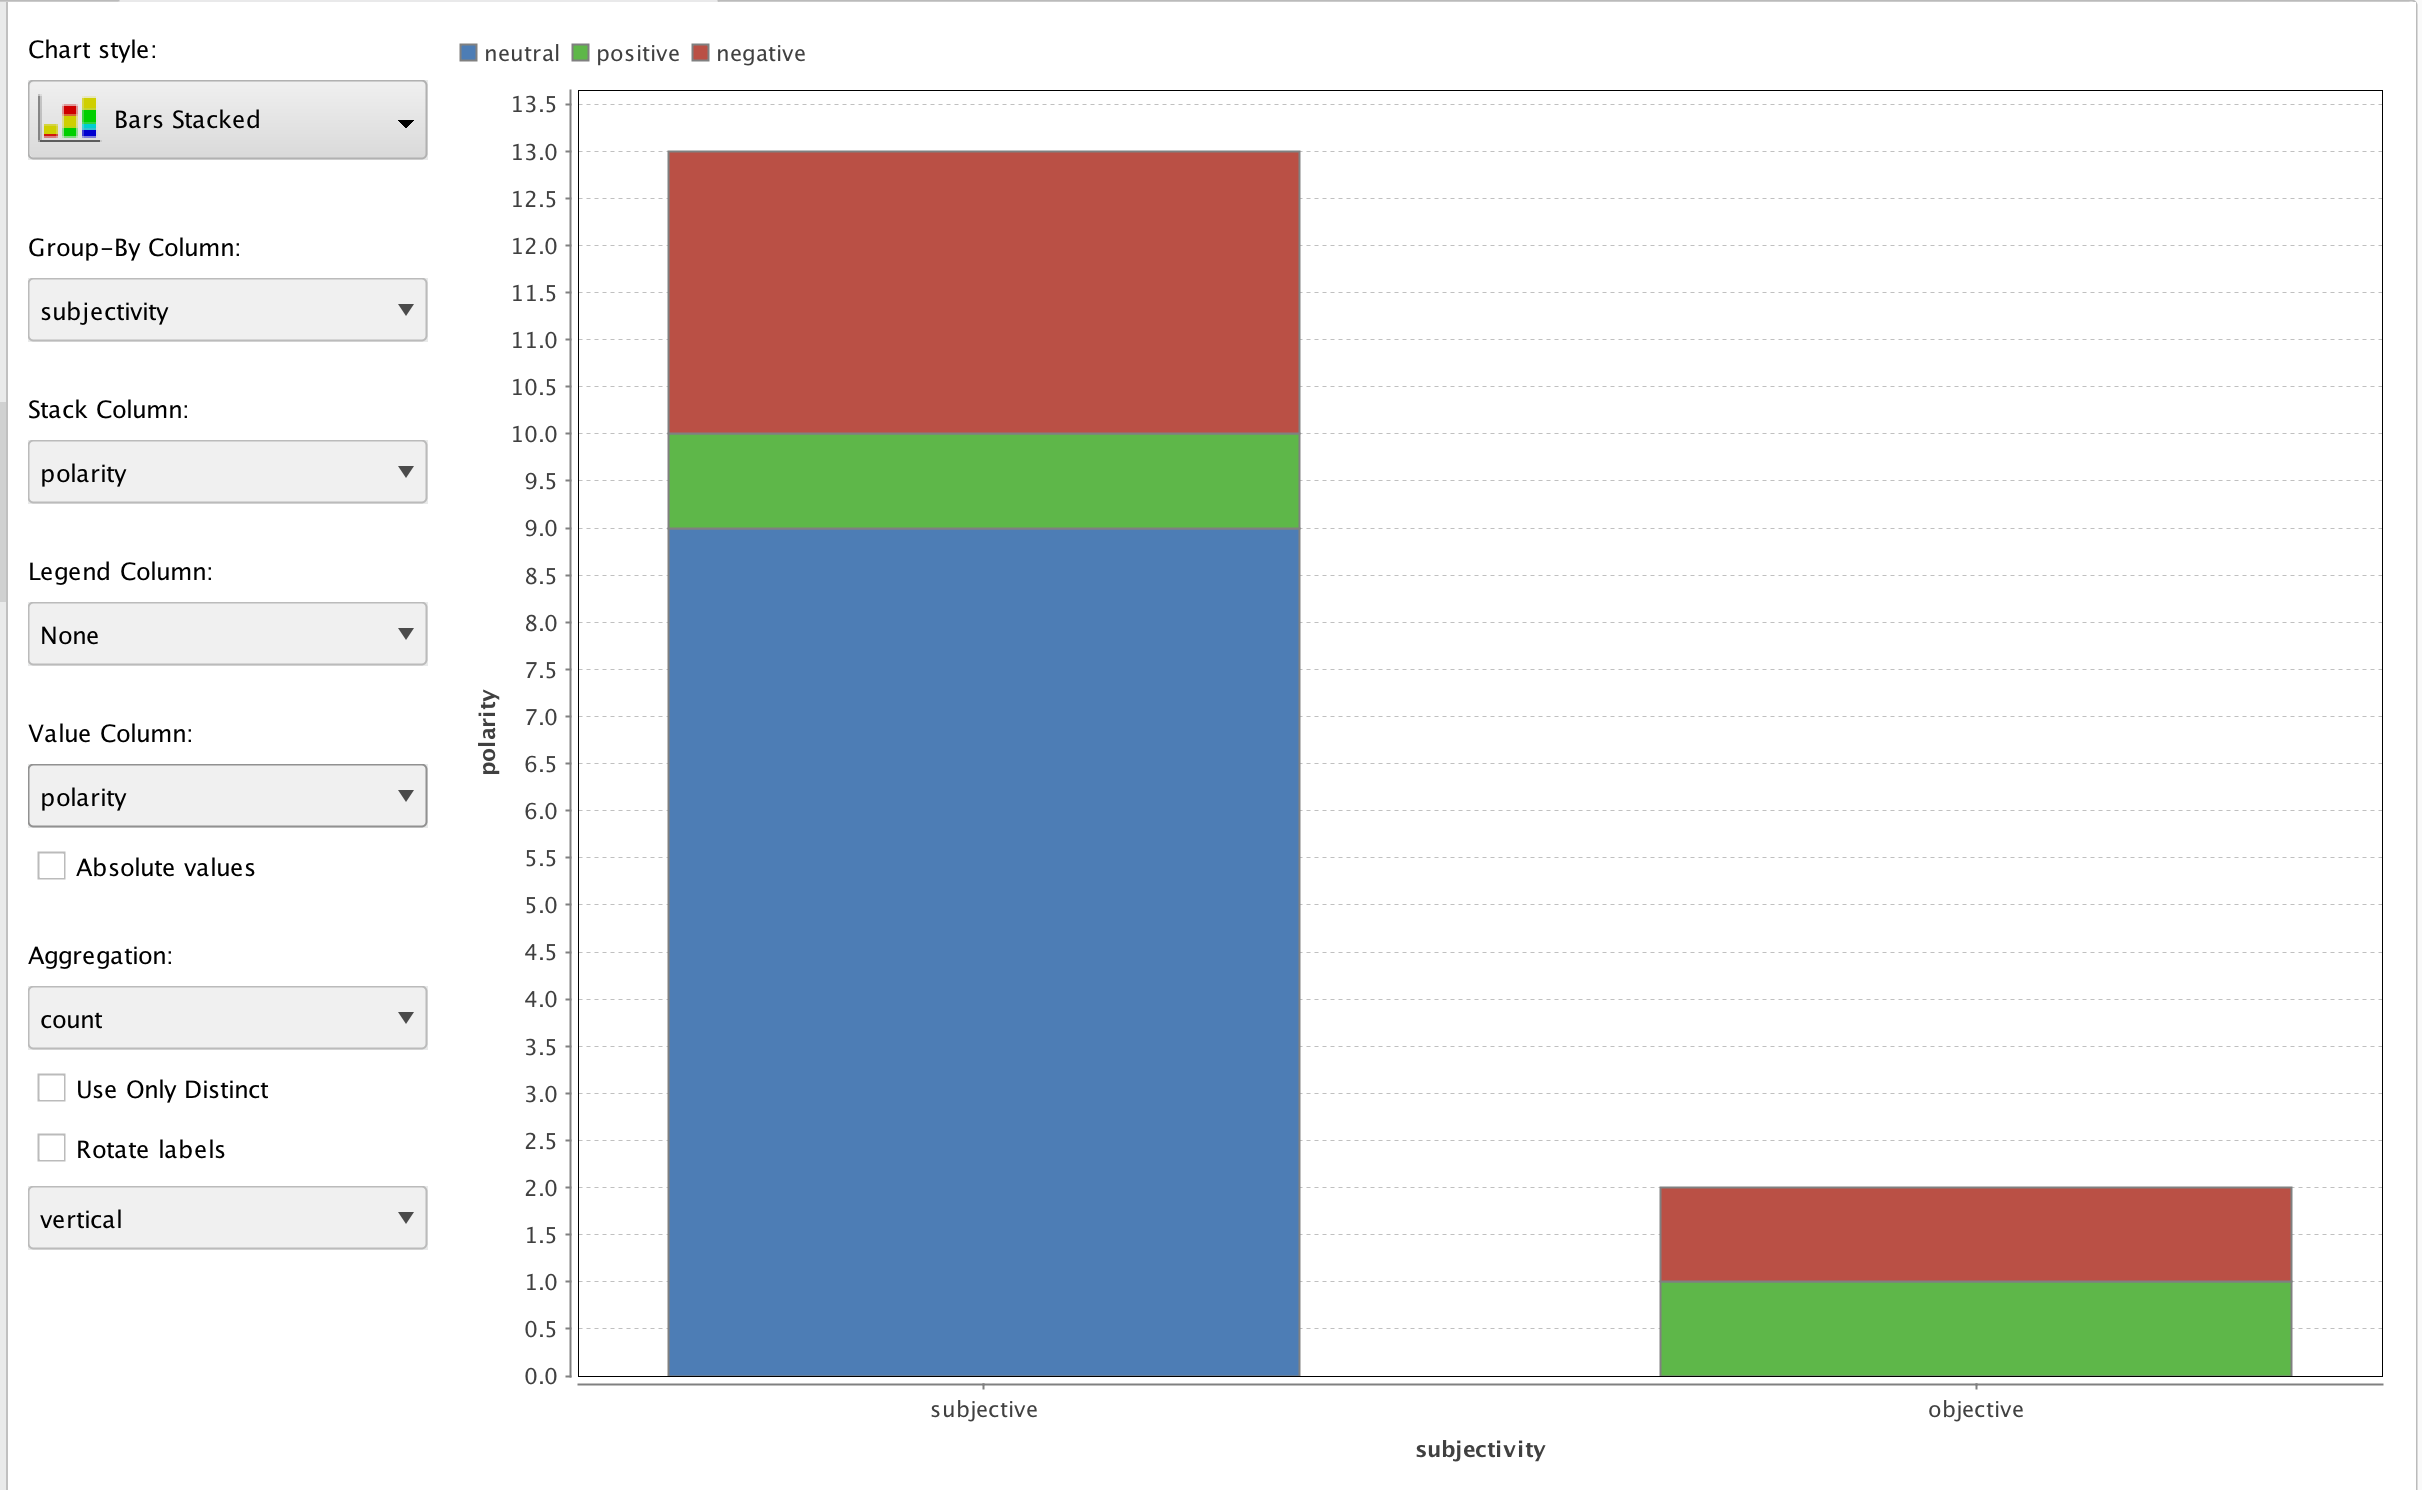 Chart style:
Bars Stacked
Group-By Column:
subjectivity
Stack Column:
polarity
Legend Column:
None
Value Column:
polarity
Absolute values
Aggregation:
count
Use Only Distinct
Rotate labels
vertical
neutral positive negative
polarity
13.5
13.0
12.5
12.0
11.5
11.0
10.5
10.0
9.5
9.0
8.5
8.0
7.5
7.0
6.5
6.0
5.5
5.0
4.5
4.0
3.5
3.0
2.5
2.0
1.5
1.0
0.5
0.0
subjective objective
subjectivity